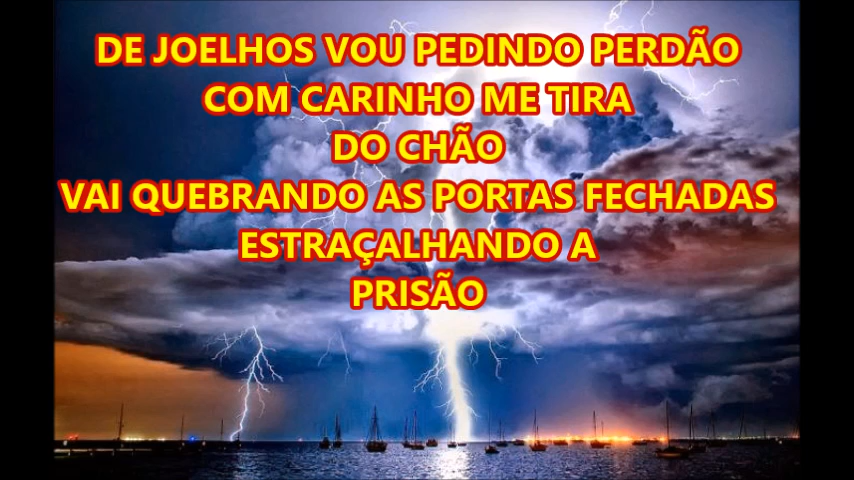 DE JOELHOS VOU PEDINDO PERDÃO
COM CARINHO ME TIRA
DO CHÃO
VAI QUEBRANDO AS PORTAS FECHADAS
ESTRAÇALHANDO A
PRISÃO